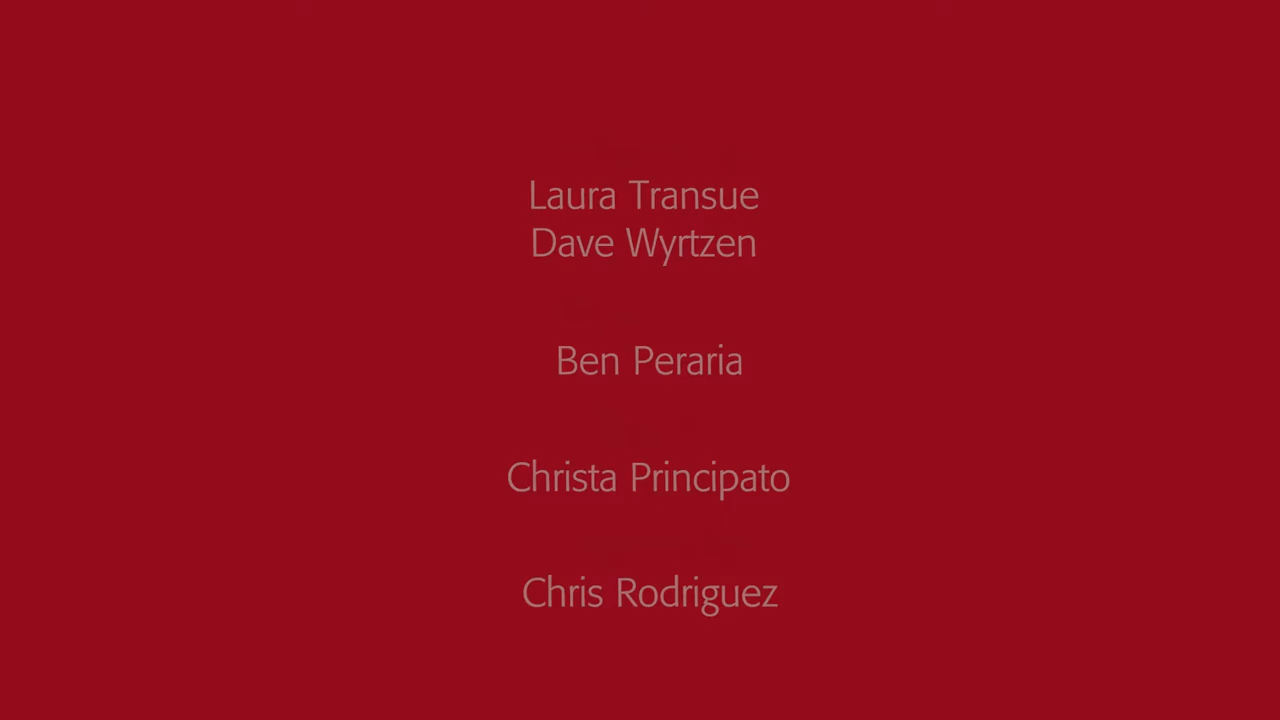 Laura Transue
Dave Wyrtzen
Ben Peraria
Christa Principato
Chris Rodriguez